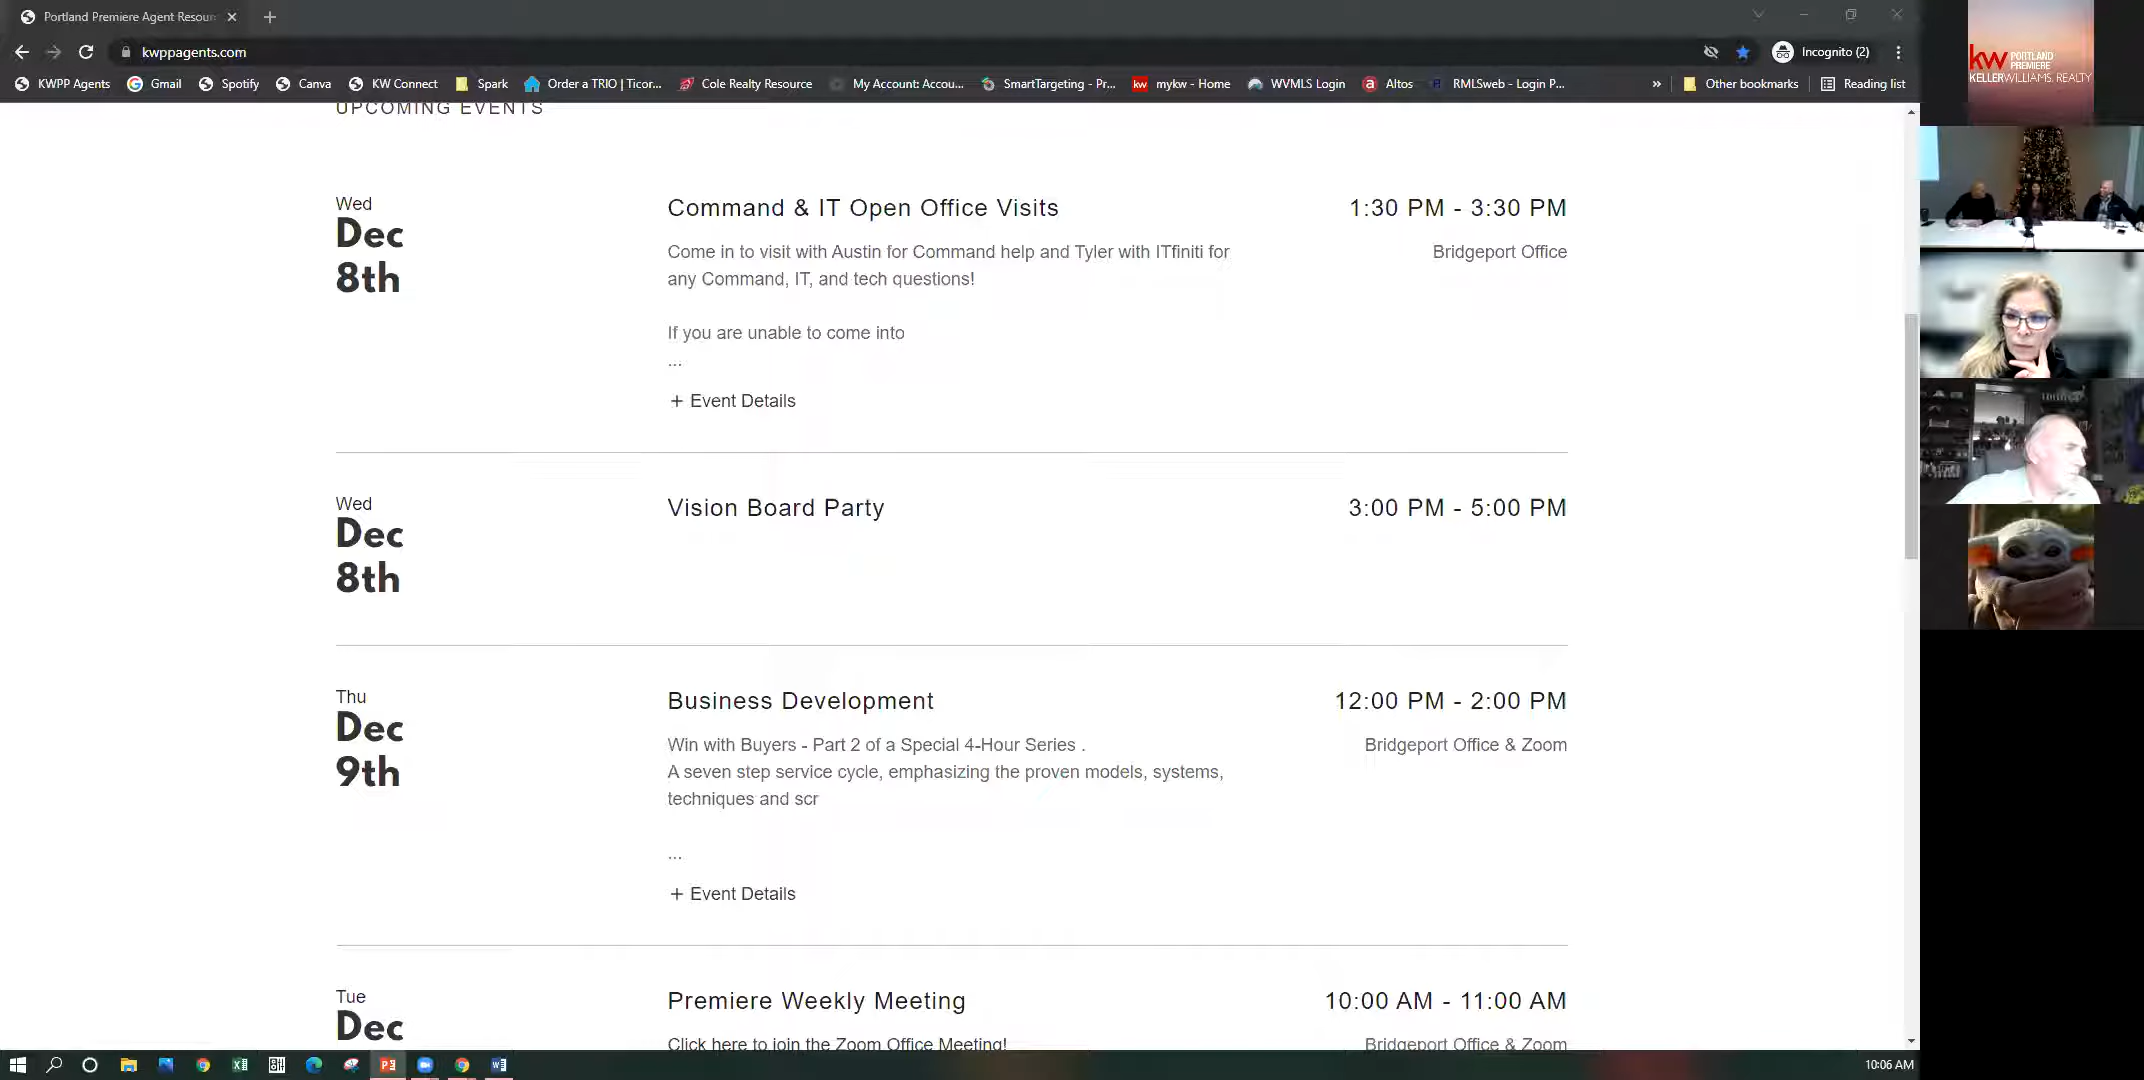 Portland Premiere Agent Resour
kwppagents.com
Incognito (2)
KWPP Agents
Gmail
Spotify
Canva
KW Connect
Spark
Order a TRIO | Ticor...
Cole Realty Resource
My Account: Accou...
SmartTargeting - Pr...
kw
mykw - Home
WVMLS Login
Altos
RMLSweb - Login P...
»
Other bookmarks
Reading list
UPCOMING EVENTS
Wed
Dec
8th
Command & IT Open Office Visits
1:30 PM - 3:30 PM
Come in to visit with Austin for Command help and Tyler with ITfiniti for
any Command, IT, and tech questions!
Bridgeport Office
If you are unable to come into
...
+ Event Details
Wed
Dec
8th
Vision Board Party
3:00 PM - 5:00 PM
Thu
Dec
9th
Business Development
12:00 PM - 2:00 PM
Win with Buyers - Part 2 of a Special 4-Hour Series .
A seven step service cycle, emphasizing the proven models, systems,
techniques and scr
Bridgeport Office & Zoom
...
+ Event Details
Tue
Dec
Premiere Weekly Meeting
10:00 AM - 11:00 AM
Click here to join the Zoom Office Meeting!
Bridgeport Office & Zoom
10:06 AM
kw PORTLAND
PREMIERE
KELLERWILLIAMS. REALTY